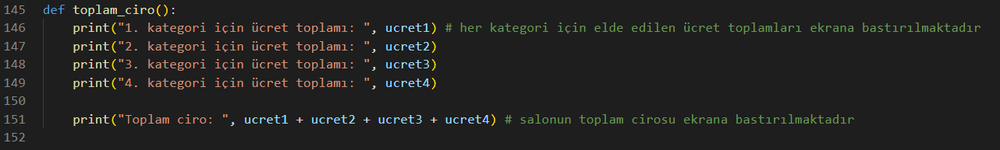 145 def toplam_ciro():
146 print("1. kategori için ücret toplamı: ", ucret1) # her kategori için elde edilen ücret toplamları ekrana bastırılmaktadır
147 print("2. kategori için ücret toplamı: ", ucret2)
148 print("3. kategori için ücret toplamı: ", ucret3)
149 print("4. kategori için ücret toplamı: ", ucret4)
150
151 print("Toplam ciro: ", ucret1 + ucret2 + ucret3 + ucret4) # salonun toplam cirosu ekrana bastırılmaktadır
152